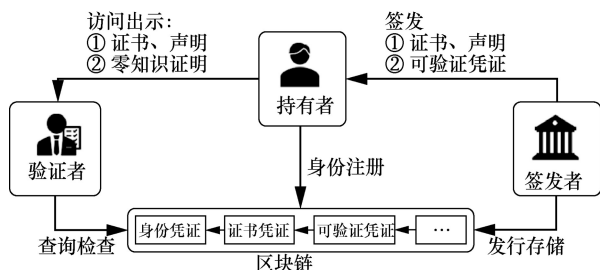 访问出示:
① 证书、声明
② 零知识证明
签发
① 证书、声明
② 可验证凭证
持有者
验证者
签发者
身份注册
身份凭证
证书凭证
可验证凭证
…
查询检查
发行存储
区块链